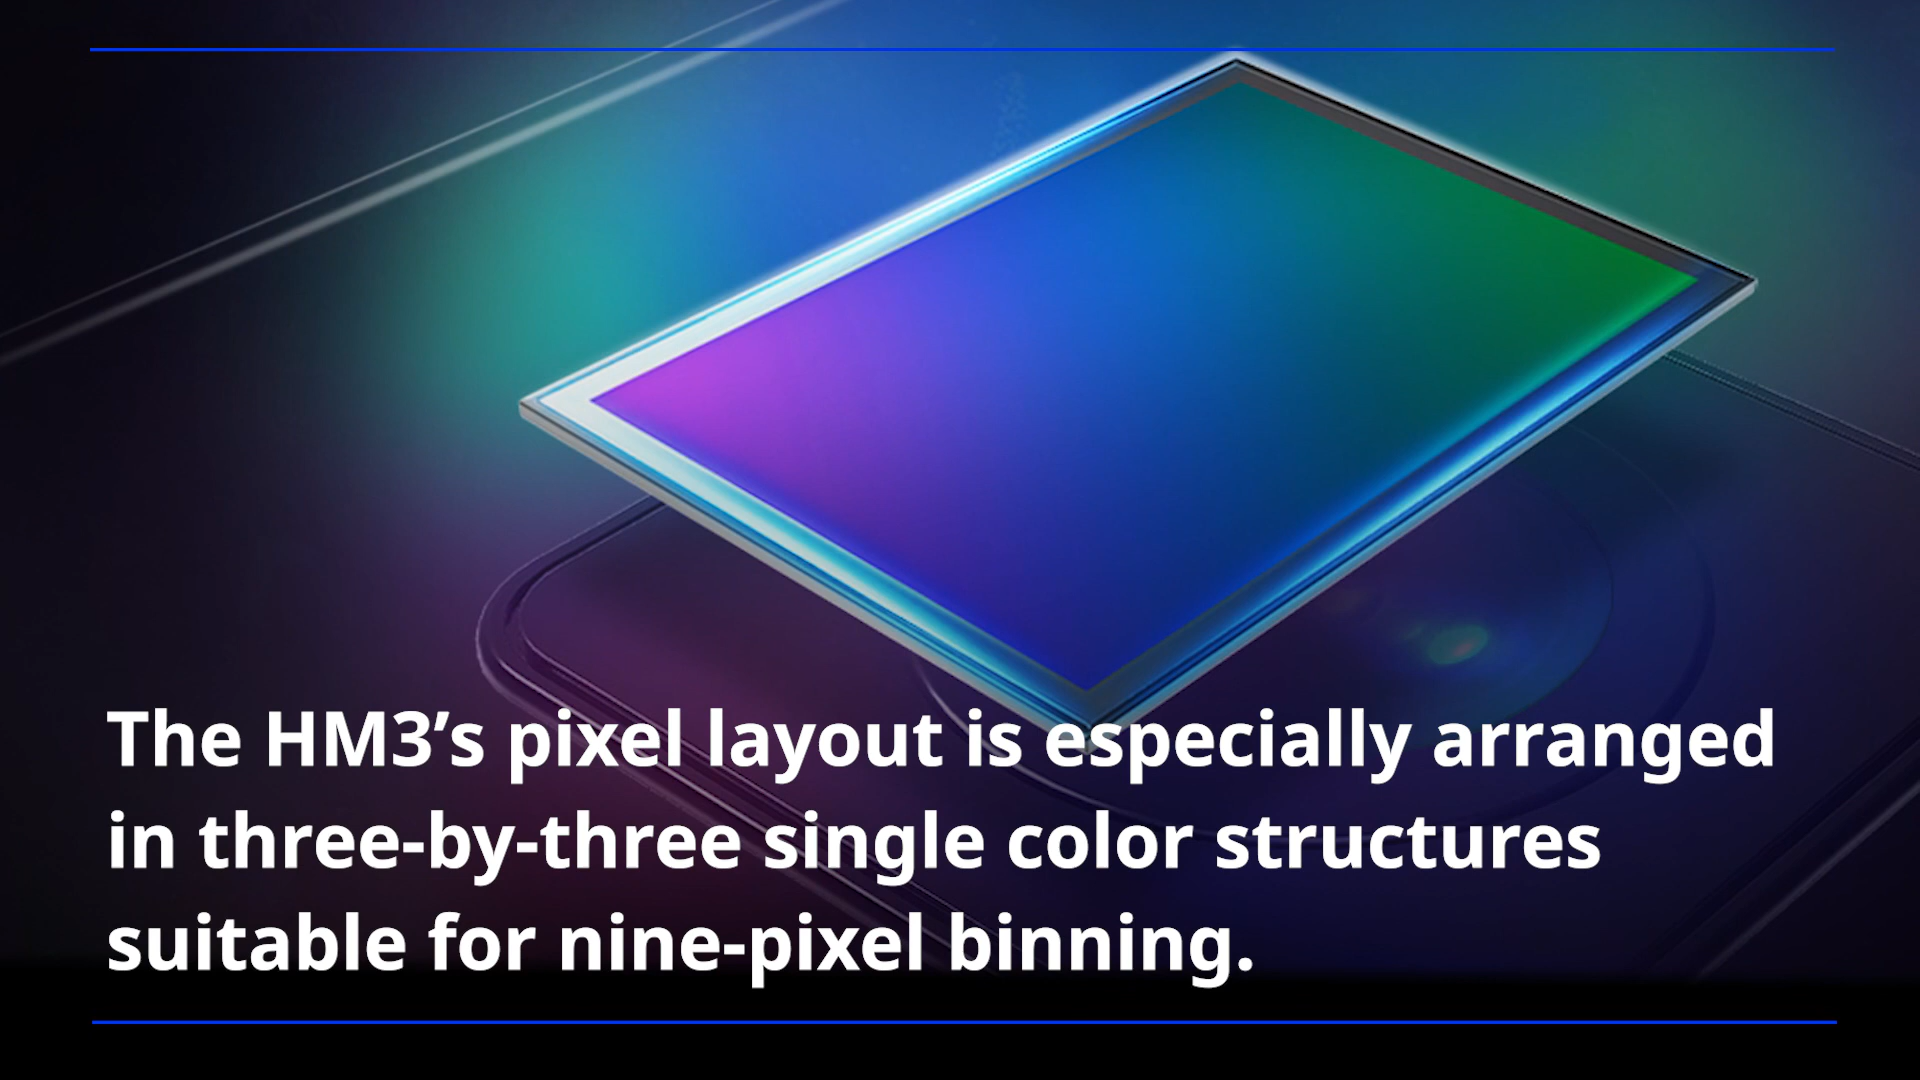 The HM3’s pixel layout is especially arranged
in three-by-three single color structures
suitable for nine-pixel binning.